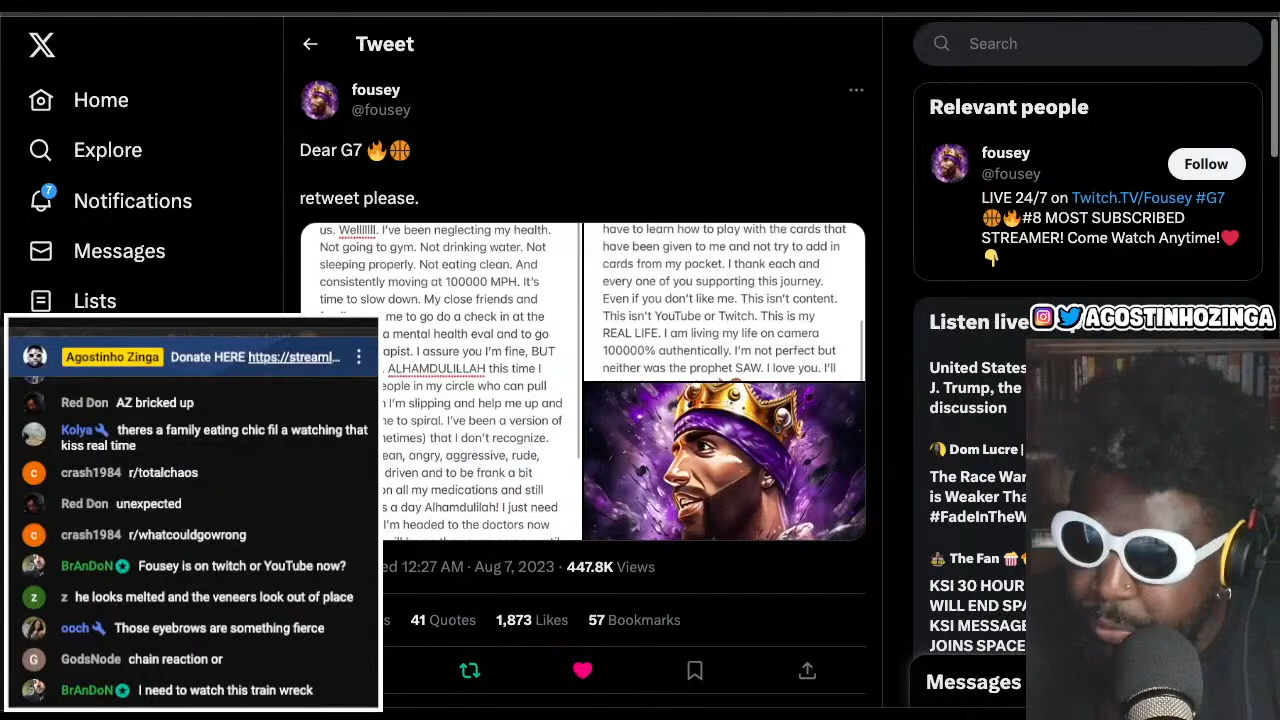 Home
Explore
7
Notifications
Messages
Lists
Tweet
fousey
@fousey
Dear G7 🔥🏀
retweet please.
us. Welllllll. I've been neglecting my health.
Not going to gym. Not drinking water. Not
sleeping properly. Not eating clean. And
consistently moving at 100000 MPH. It's
time to slow down. My close friends and
me to go do a check in at the
a mental health eval and to go
apist. I assure you I'm fine, BUT
ALHAMDULILLAH this time I
eople in my circle who can pull
I'm slipping and help me up and
ne to spiral. I've been a version of
netimes) that I don't recognize.
ean, angry, aggressive, rude,
driven and to be frank a bit
on all my medications and still
s a day Alhamdulilah! I just need
I'm headed to the doctors now
have to learn how to play with the cards that
have been given to me and not try to add in
cards from my pocket. I thank each and
every one of you supporting this journey.
Even if you don't like me. This isn't content.
This isn't YouTube or Twitch. This is my
REAL LIFE. I am living my life on camera
100000% authentically. I'm not perfect but
neither was the prophet SAW. I love you. I'll
ed 12:27 AM · Aug 7, 2023 · 447.8K Views
s 41 Quotes 1,873 Likes 57 Bookmarks
Search
Relevant people
fousey
@fousey
Follow
LIVE 24/7 on Twitch.TV/Fousey #G7
🏀🔥#8 MOST SUBSCRIBED
STREAMER! Come Watch Anytime!❤️
👇
Listen live
AGOSTINHOZINGA
United States
J. Trump, the
discussion
Dom Lucre |
The Race War
is Weaker Tha
#FadeInTheW
The Fan 🍿
KSI 30 HOUR
WILL END SPA
KSI MESSAGE
JOINS SPACE
Messages
Agostinho Zinga Donate HERE https://streaml...
Red Don AZ bricked up
Kolya theres a family eating chic fil a watching that
kiss real time
crash1984 r/totalchaos
Red Don unexpected
crash1984 r/whatcouldgowrong
BrAnDoN Fousey is on twitch or YouTube now?
z he looks melted and the veneers look out of place
ooch Those eyebrows are something fierce
GodsNode chain reaction or
BrAnDoN I need to watch this train wreck